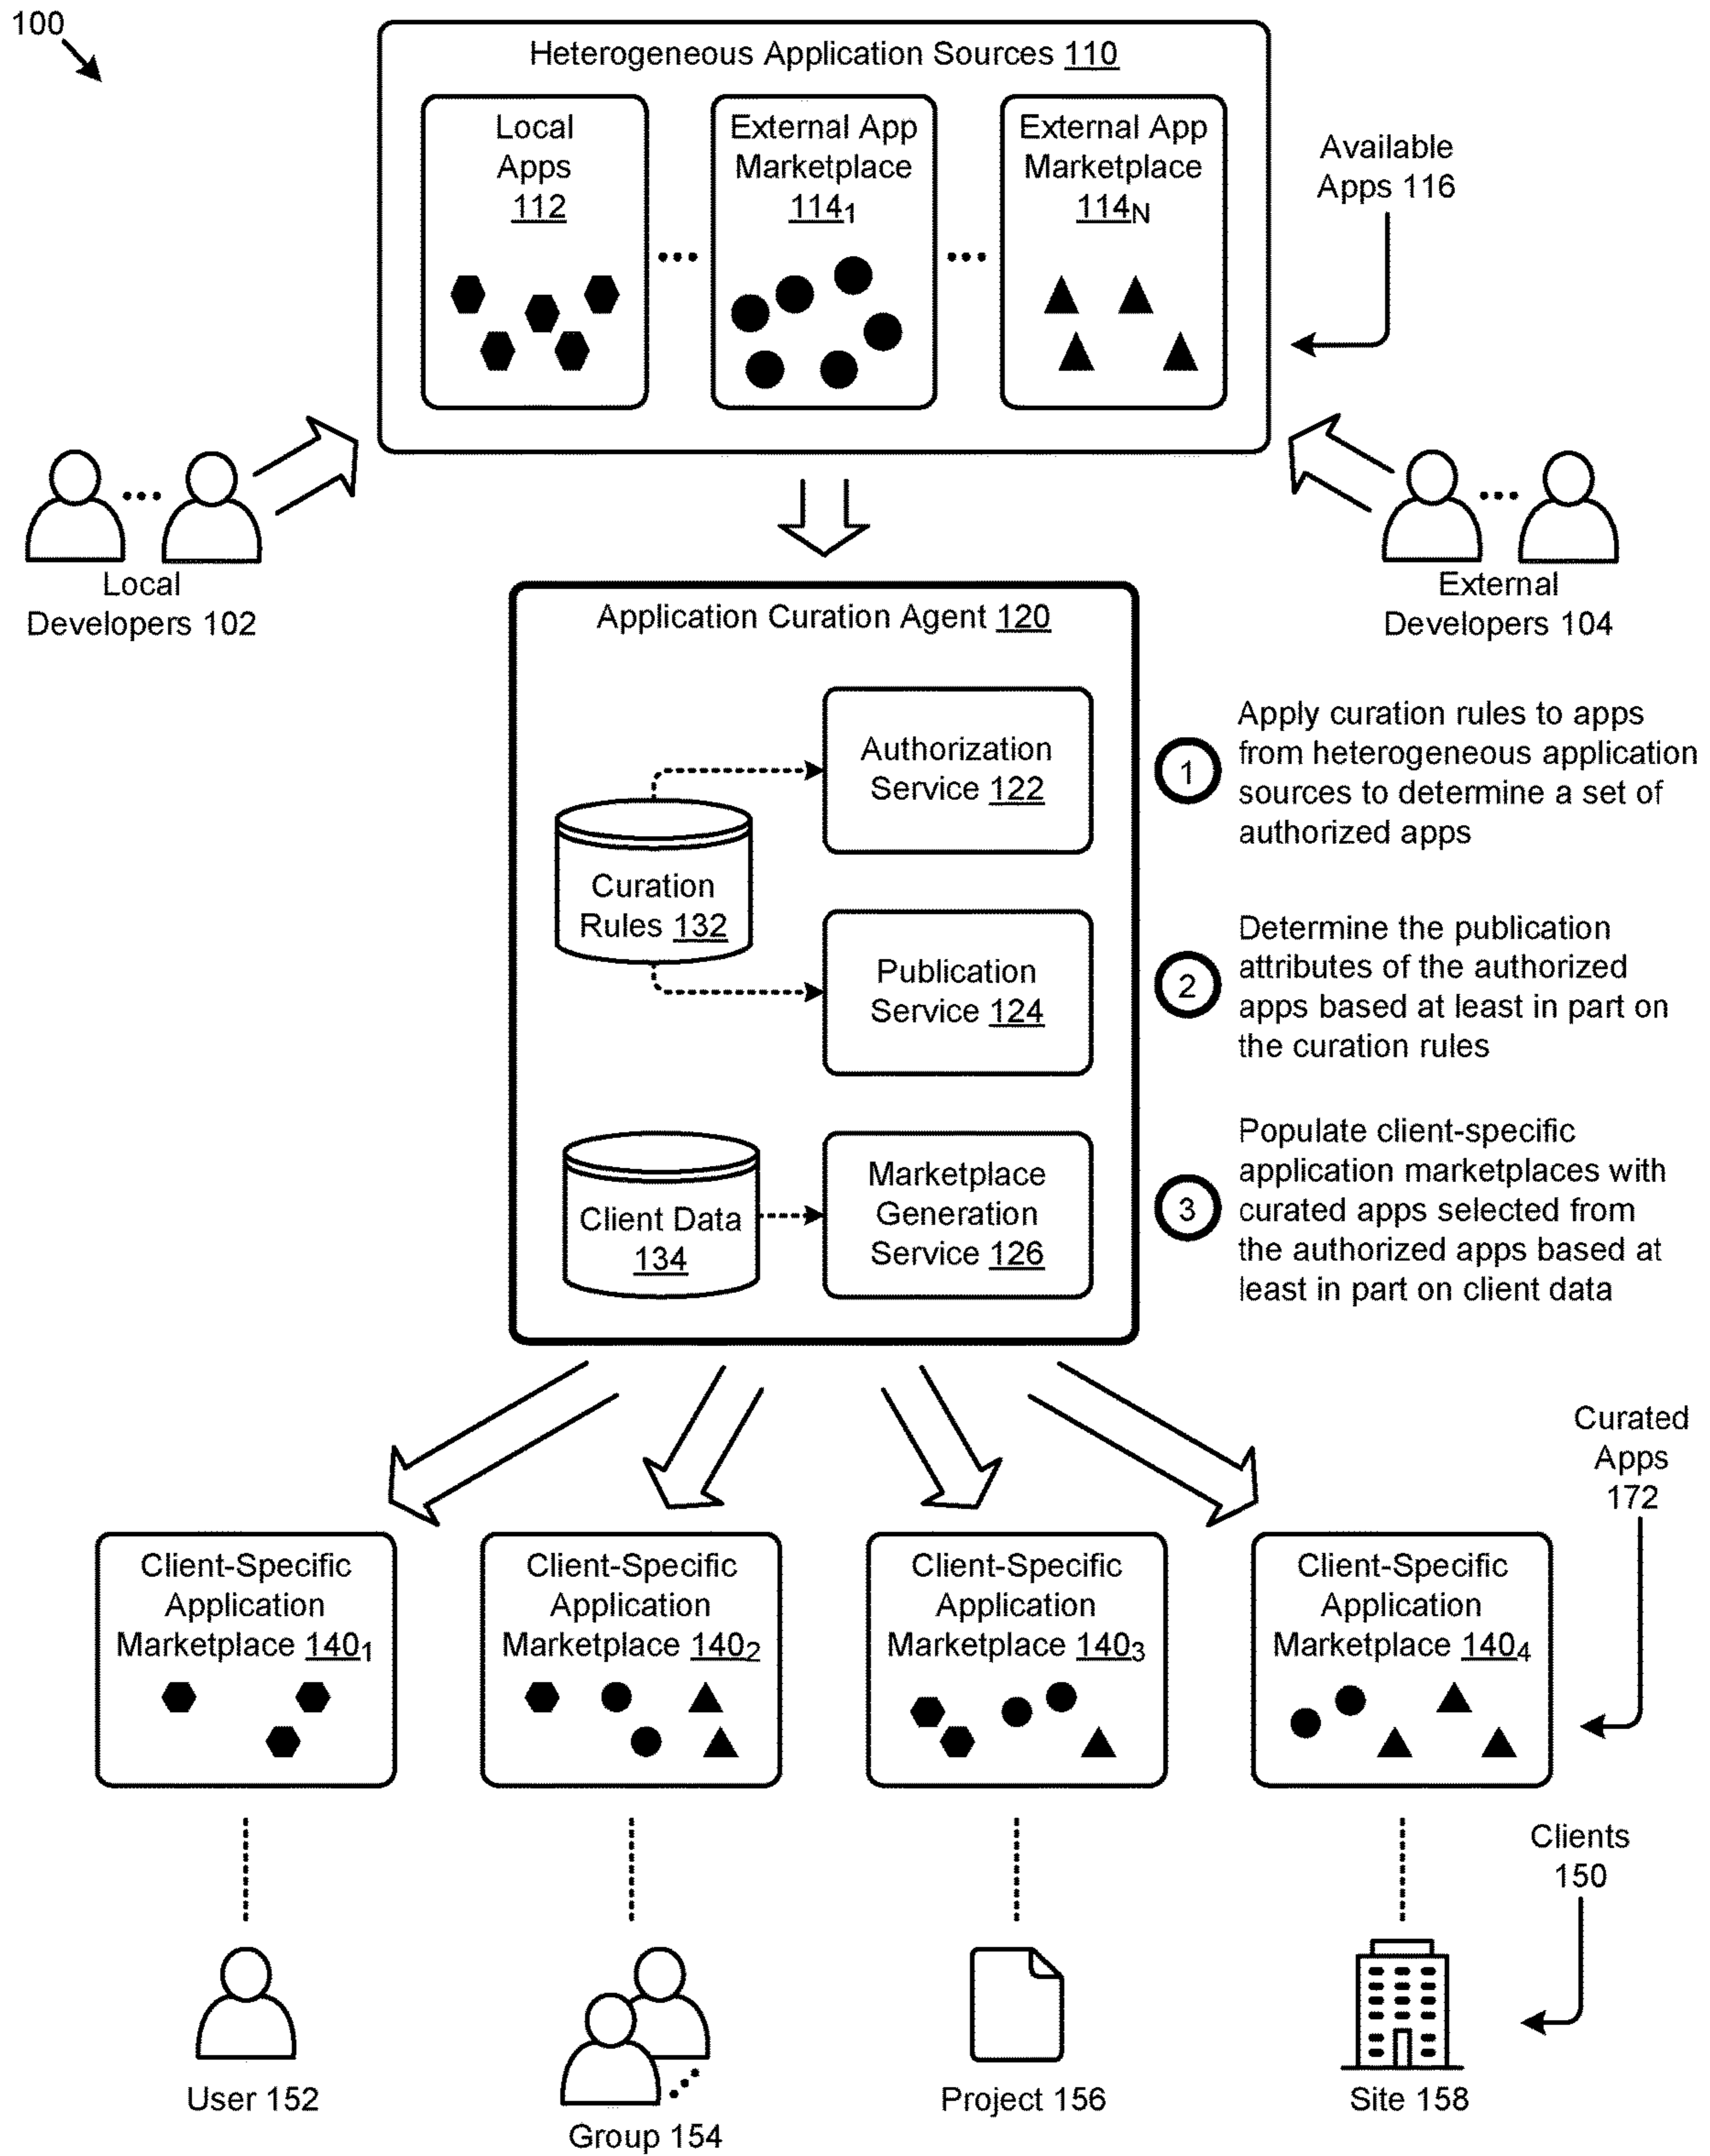 100
Heterogeneous Application Sources 110
Local
Apps
112
External App
Marketplace
114₁
External App
Marketplace
114N
Available
Apps 116
Local
Developers 102
External
Developers 104
Application Curation Agent 120
Authorization
Service 122
1
Apply curation rules to apps
from heterogeneous application
sources to determine a set of
authorized apps
Curation
Rules 132
Publication
Service 124
2
Determine the publication
attributes of the authorized
apps based at least in part on
the curation rules
Client Data
134
Marketplace
Generation
Service 126
3
Populate client-specific
application marketplaces with
curated apps selected from
the authorized apps based at
least in part on client data
Curated
Apps
172
Client-Specific
Application
Marketplace 140₁
Client-Specific
Application
Marketplace 140₂
Client-Specific
Application
Marketplace 140₃
Client-Specific
Application
Marketplace 140₄
Clients
150
User 152
Group 154
Project 156
Site 158